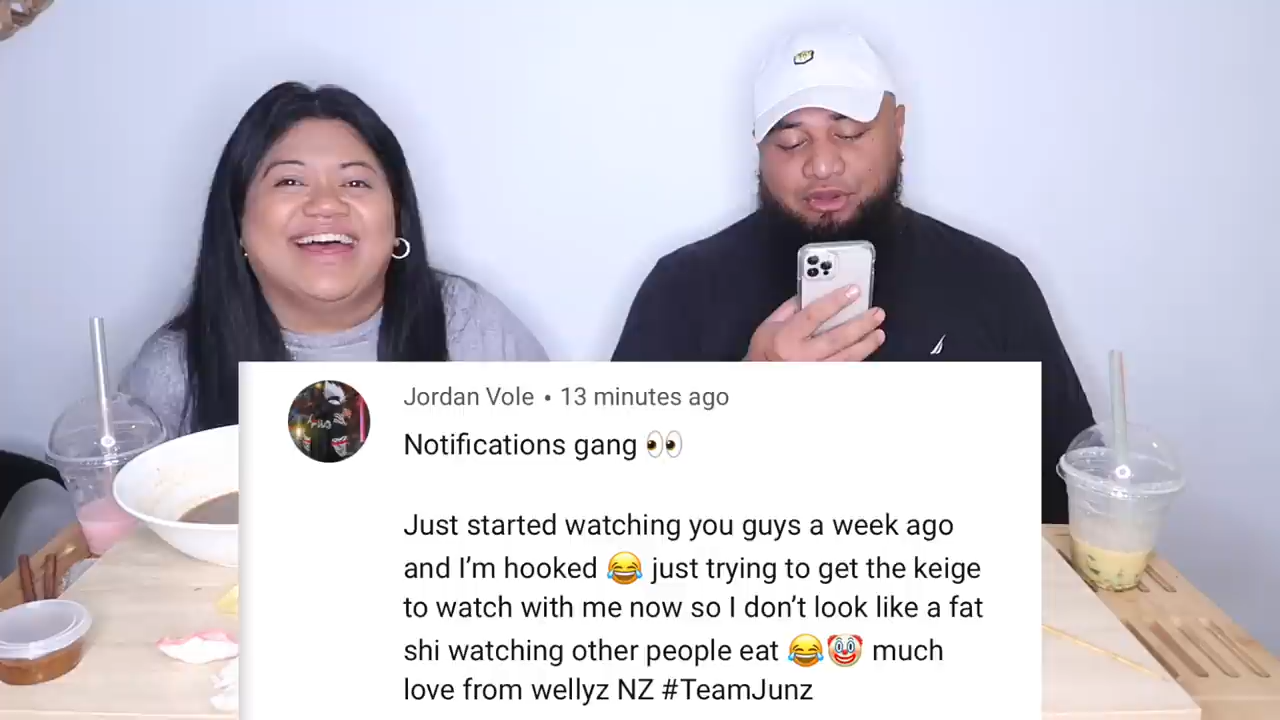 Jordan Vole • 13 minutes ago
Notifications gang 👀
Just started watching you guys a week ago
and I’m hooked 😂 just trying to get the keige
to watch with me now so I don’t look like a fat
shi watching other people eat 😂🤡 much
love from wellyz NZ #TeamJunz